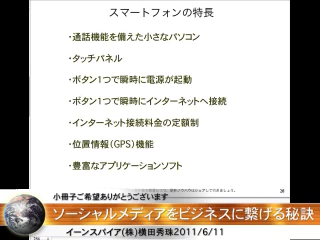 スマートフォンの特長
・通話機能を備えた小さなパソコン
・タッチパネル
・ボタン1つで瞬時に電源が起動
・ボタン1つで瞬時にインターネットへ接続
・インターネット接続料金の定額制
・位置情報(GPS)機能
・豊富なアプリケーションソフト
小冊子ご希望ありがとうございます
ソーシャルメディアをビジネスに繋げる秘訣
イーンスパイア(株)横田秀珠2011/6/11